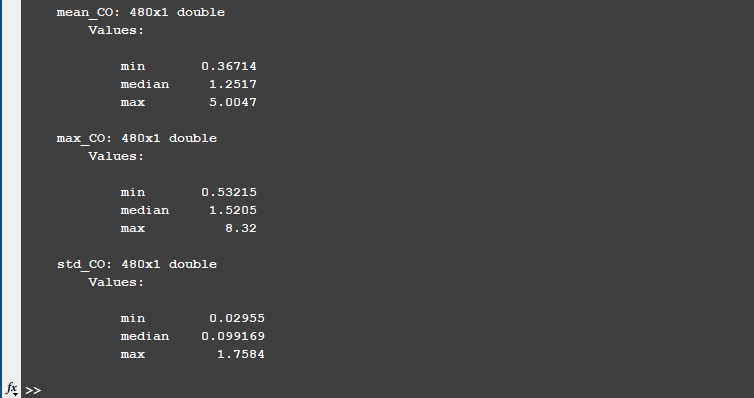 mean_CO: 480x1 double
Values:
min 0.36714
median 1.2517
max 5.0047
max_CO: 480x1 double
Values:
min 0.53215
median 1.5205
max 8.32
std_CO: 480x1 double
Values:
min 0.02955
median 0.099169
max 1.7584
fx >>